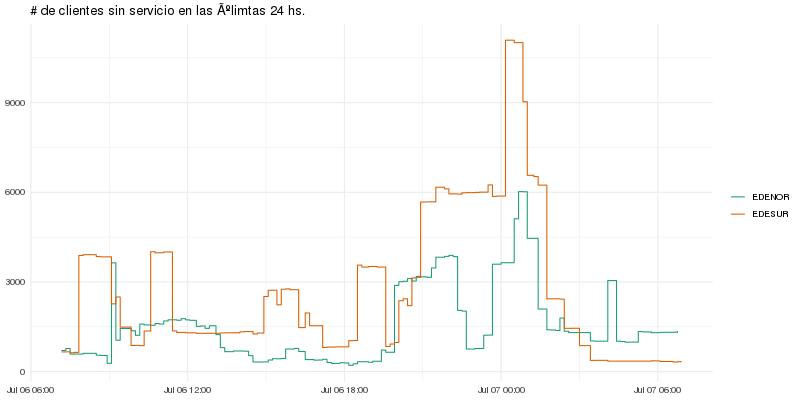 # de clientes sin servicio en las Ãºlimtas 24 hs.
9000
6000
3000
0
Jul 06 06:00
Jul 06 12:00
Jul 06 18:00
Jul 07 00:00
Jul 07 06:00
EDENOR
EDESUR